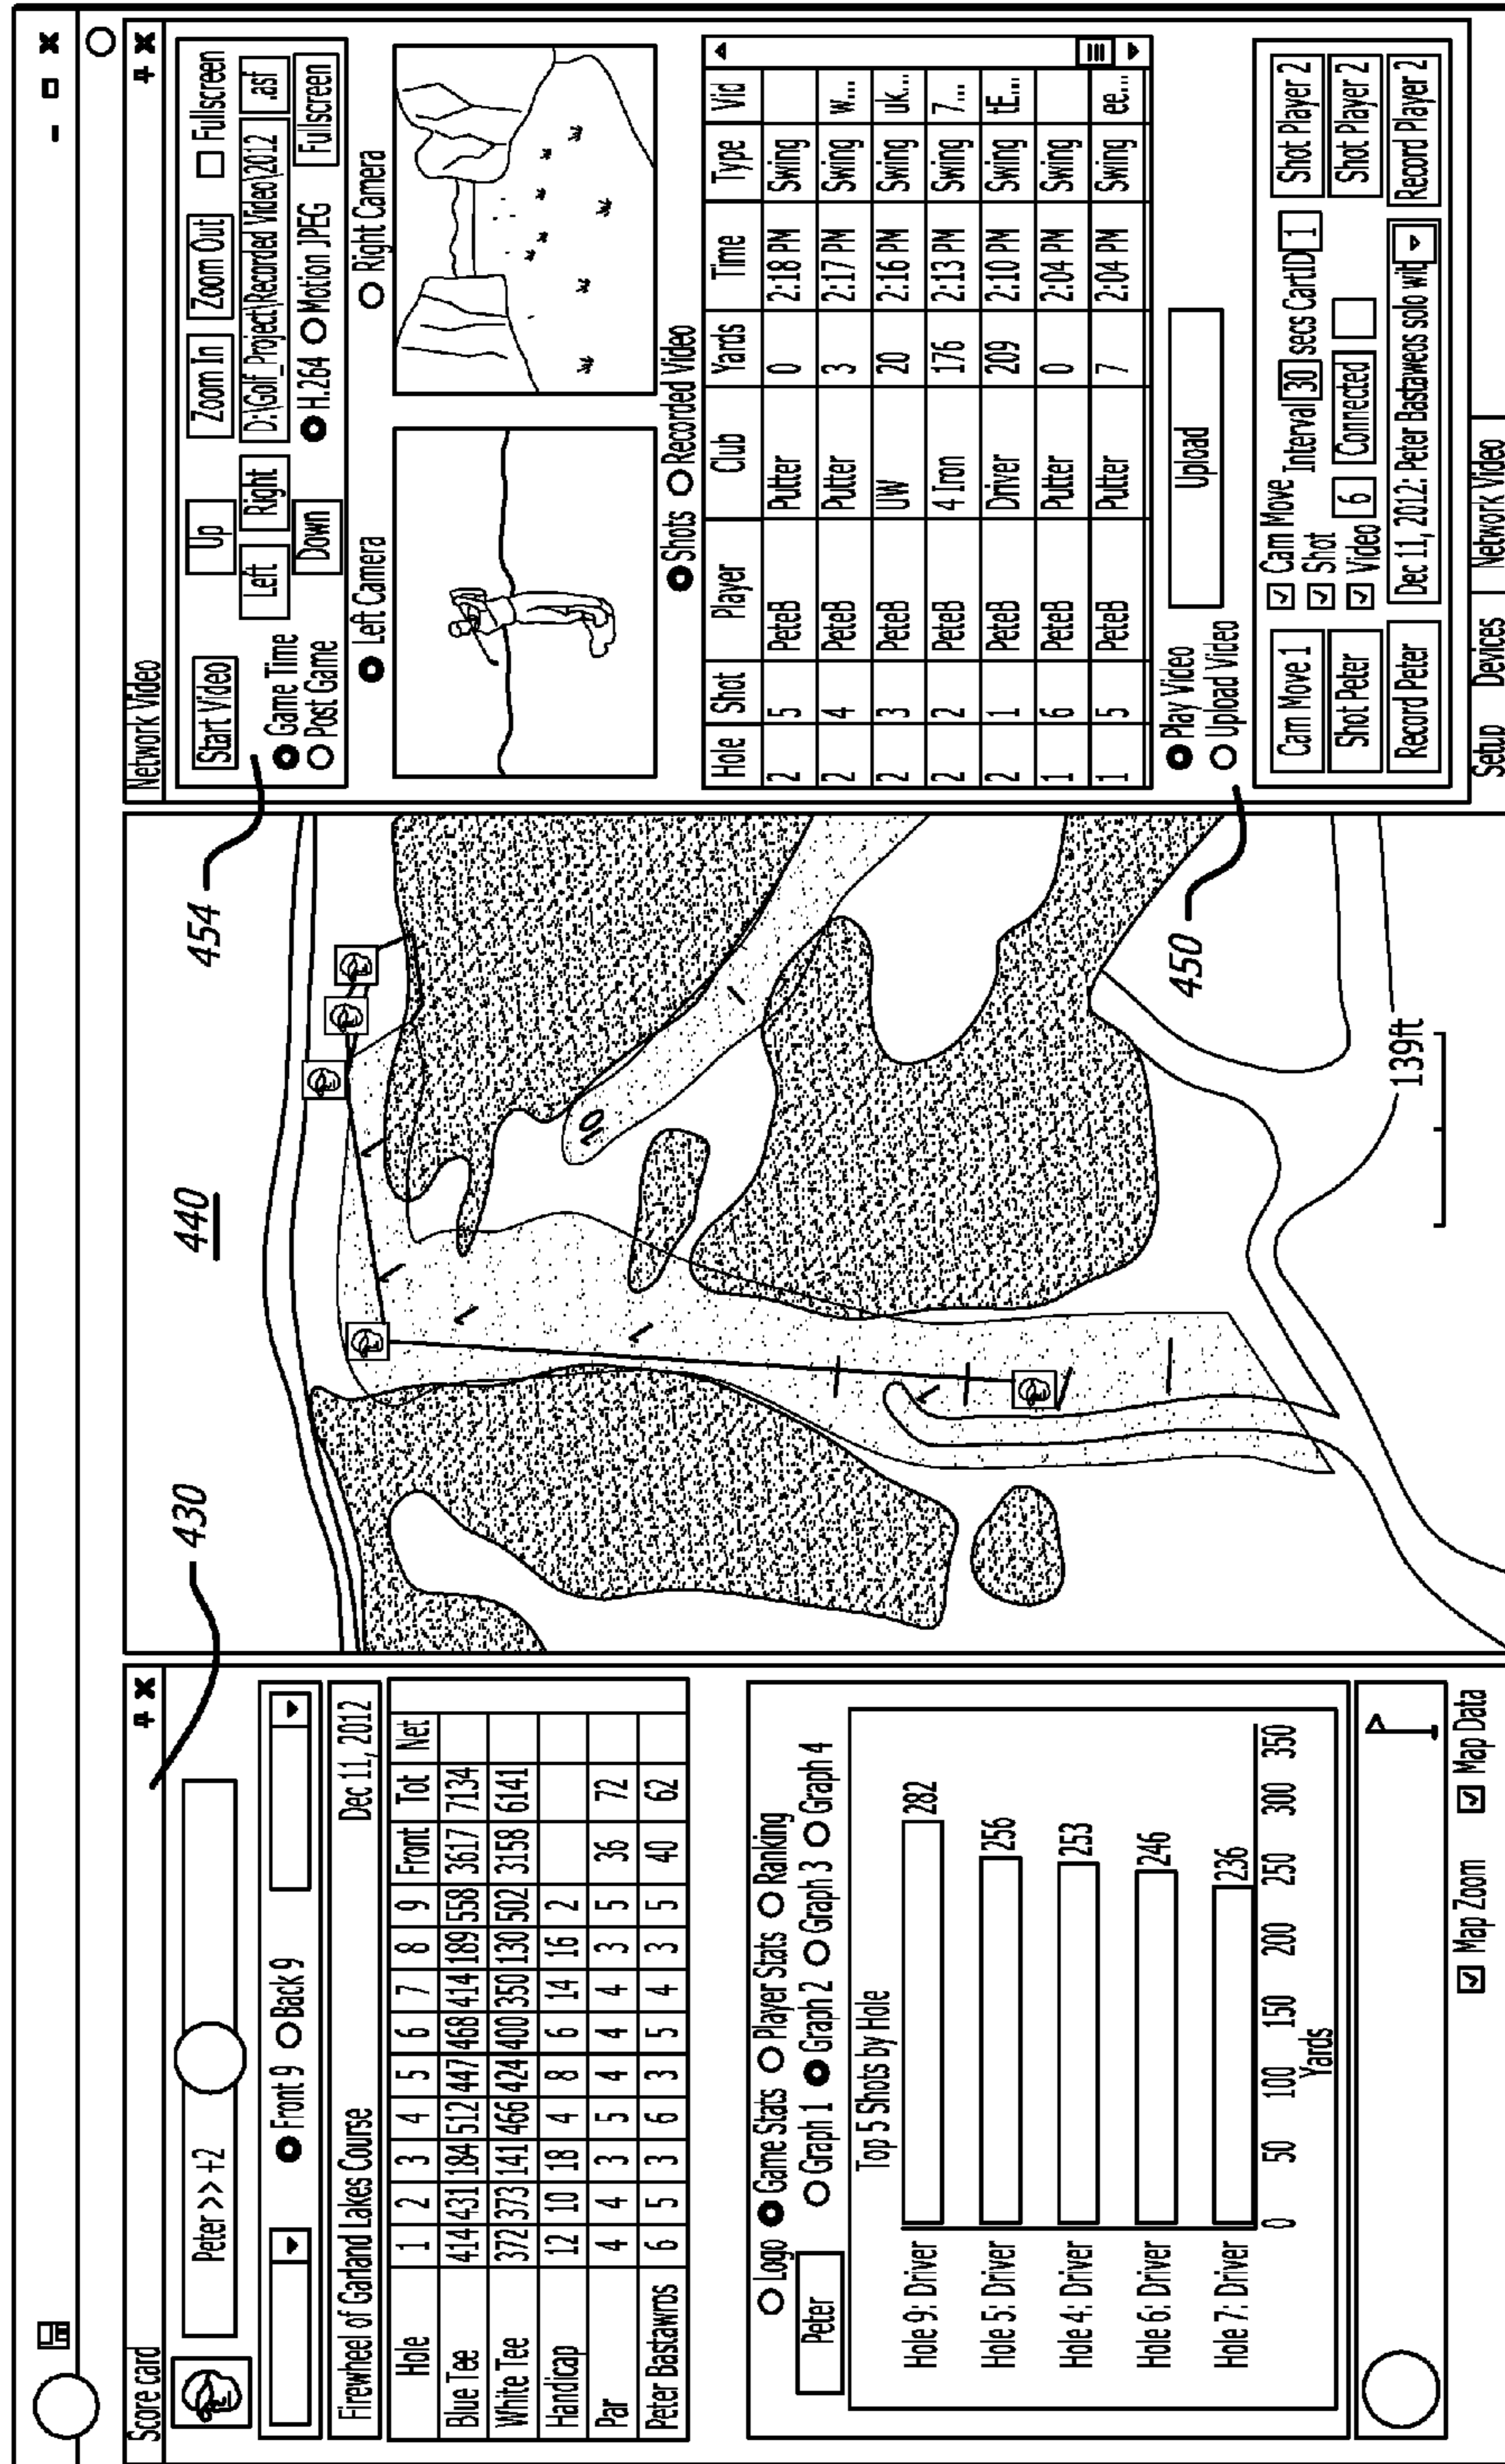 Score card
Peter >> +2
Front 9 Back 9
Firewheel of Garland Lakes Course Dec 11, 2012
Hole 1 2 3 4 5 6 7 8 9 Front Tot Net
Blue Tee 414 431 184 512 447 468 414 189 558 3617 7134
White Tee 372 373 141 466 424 400 350 130 502 3158 6141
Handicap 12 10 18 4 8 6 14 16 2
Par 4 4 3 5 4 4 4 3 5 36 72
Peter Bastawros 6 5 3 6 3 5 4 3 5 40 62
Logo Game Stats Player Stats Ranking
Peter Graph 1 Graph 2 Graph 3 Graph 4
Top 5 Shots by Hole
Hole 9: Driver 282
Hole 5: Driver 256
Hole 4: Driver 253
Hole 6: Driver 246
Hole 7: Driver 236
0 50 100 150 200 250 300 350
Yards
Map Zoom Map Data
430
440
454
10
450
139ft
Network Video
Start Video Up Zoom In Zoom Out Fullscreen
Game Time Left Right D:\Golf_Project\Recorded Video\2012 .asf
Post Game Down H.264 Motion JPEG Fullscreen
Left Camera Right Camera
Shots Recorded Video
Hole Shot Player Club Yards Time Type Vid
2 5 PeteB Putter 0 2:18 PM Swing
2 4 PeteB Putter 3 2:17 PM Swing w...
2 3 PeteB UW 20 2:16 PM Swing uk...
2 2 PeteB 4 Iron 176 2:13 PM Swing 7...
2 1 PeteB Driver 209 2:10 PM Swing tE...
1 6 PeteB Putter 0 2:04 PM Swing
1 5 PeteB Putter 7 2:04 PM Swing ee...
Play Video
Upload Video
Upload
Cam Move 1 Cam Move Interval 30 secs CartID 1 Shot Player 2
Shot Peter Shot Shot Player 2
Video 6 Connected
Record Peter Dec 11, 2012: Peter Bastaweos solo wit Record Player 2
Setup Devices Network Video